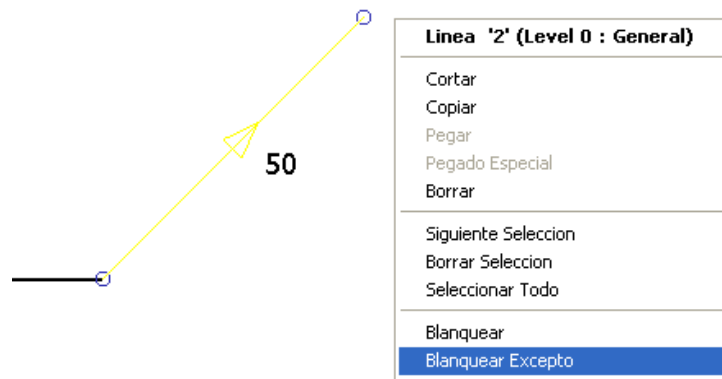 50
Linea '2' (Level 0 : General)
Cortar
Copiar
Pegar
Pegado Especial
Borrar
Siguiente Seleccion
Borrar Seleccion
Seleccionar Todo
Blanquear
Blanquear Excepto